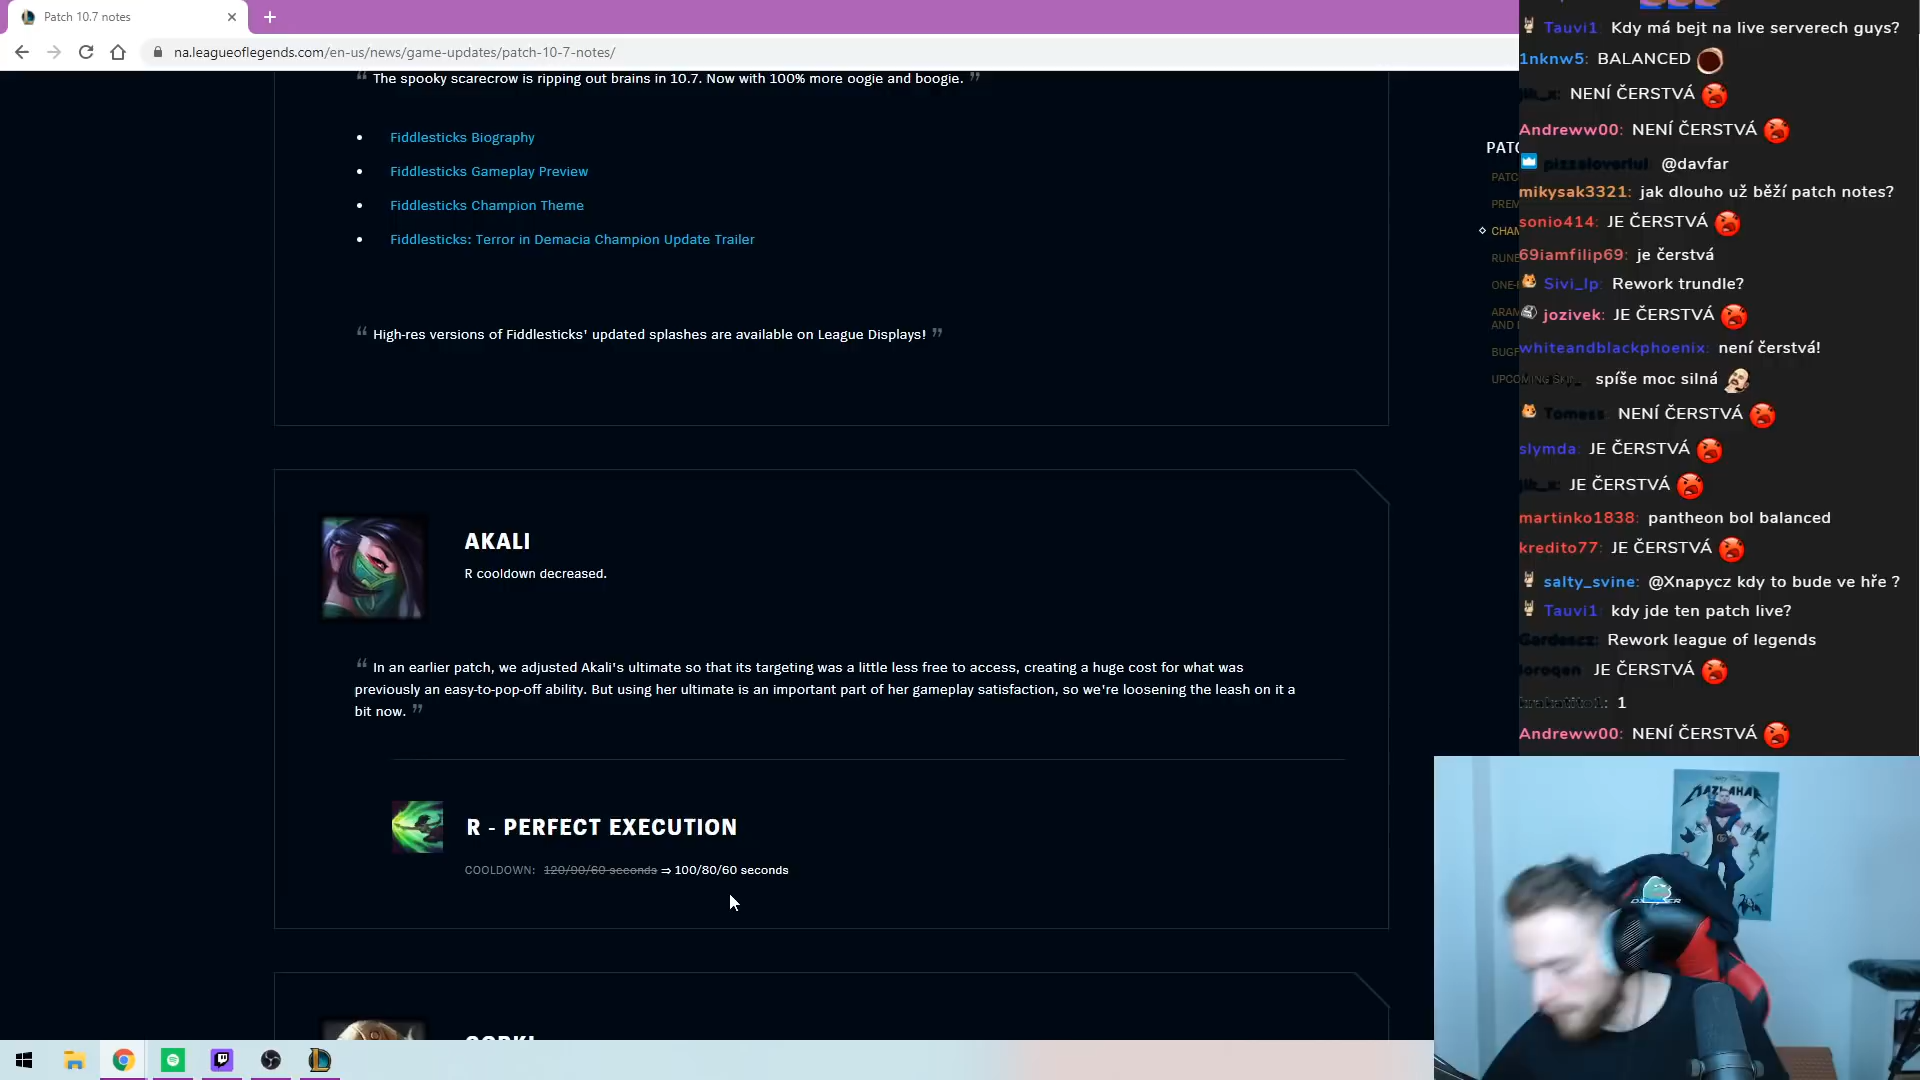 Patch 10.7 notes
na.leagueoflegends.com/en-us/news/game-updates/patch-10-7-notes/
“ The spooky scarecrow is ripping out brains in 10.7. Now with 100% more oogie and boogie. ”
• Fiddlesticks Biography
• Fiddlesticks Gameplay Preview
• Fiddlesticks Champion Theme
• Fiddlesticks: Terror in Demacia Champion Update Trailer
“ High-res versions of Fiddlesticks' updated splashes are available on League Displays! ”
AKALI
R cooldown decreased.
“ In an earlier patch, we adjusted Akali's ultimate so that its targeting was a little less free to access, creating a huge cost for what was
previously an easy-to-pop-off ability. But using her ultimate is an important part of her gameplay satisfaction, so we're loosening the leash on it a
bit now. ”
R - PERFECT EXECUTION
COOLDOWN: 120/90/60 seconds ⇒ 100/80/60 seconds
Tauvi1: Kdy má bejt na live serverech guys?
1nknw5: BALANCED
NENÍ ČERSTVÁ
Andreww00: NENÍ ČERSTVÁ
@davfar
mikysak3321: jak dlouho už běží patch notes?
sonio414: JE ČERSTVÁ
69iamfilip69: je čerstvá
Sivi_lp: Rework trundle?
jozivek: JE ČERSTVÁ
whiteandblackphoenix: není čerstvá!
spíše moc silná
Tomess: NENÍ ČERSTVÁ
slymda: JE ČERSTVÁ
JE ČERSTVÁ
martinko1838: pantheon bol balanced
kredito77: JE ČERSTVÁ
salty_svine: @Xnapycz kdy to bude ve hře ?
Tauvi1: kdy jde ten patch live?
Rework league of legends
JE ČERSTVÁ
1
Andreww00: NENÍ ČERSTVÁ